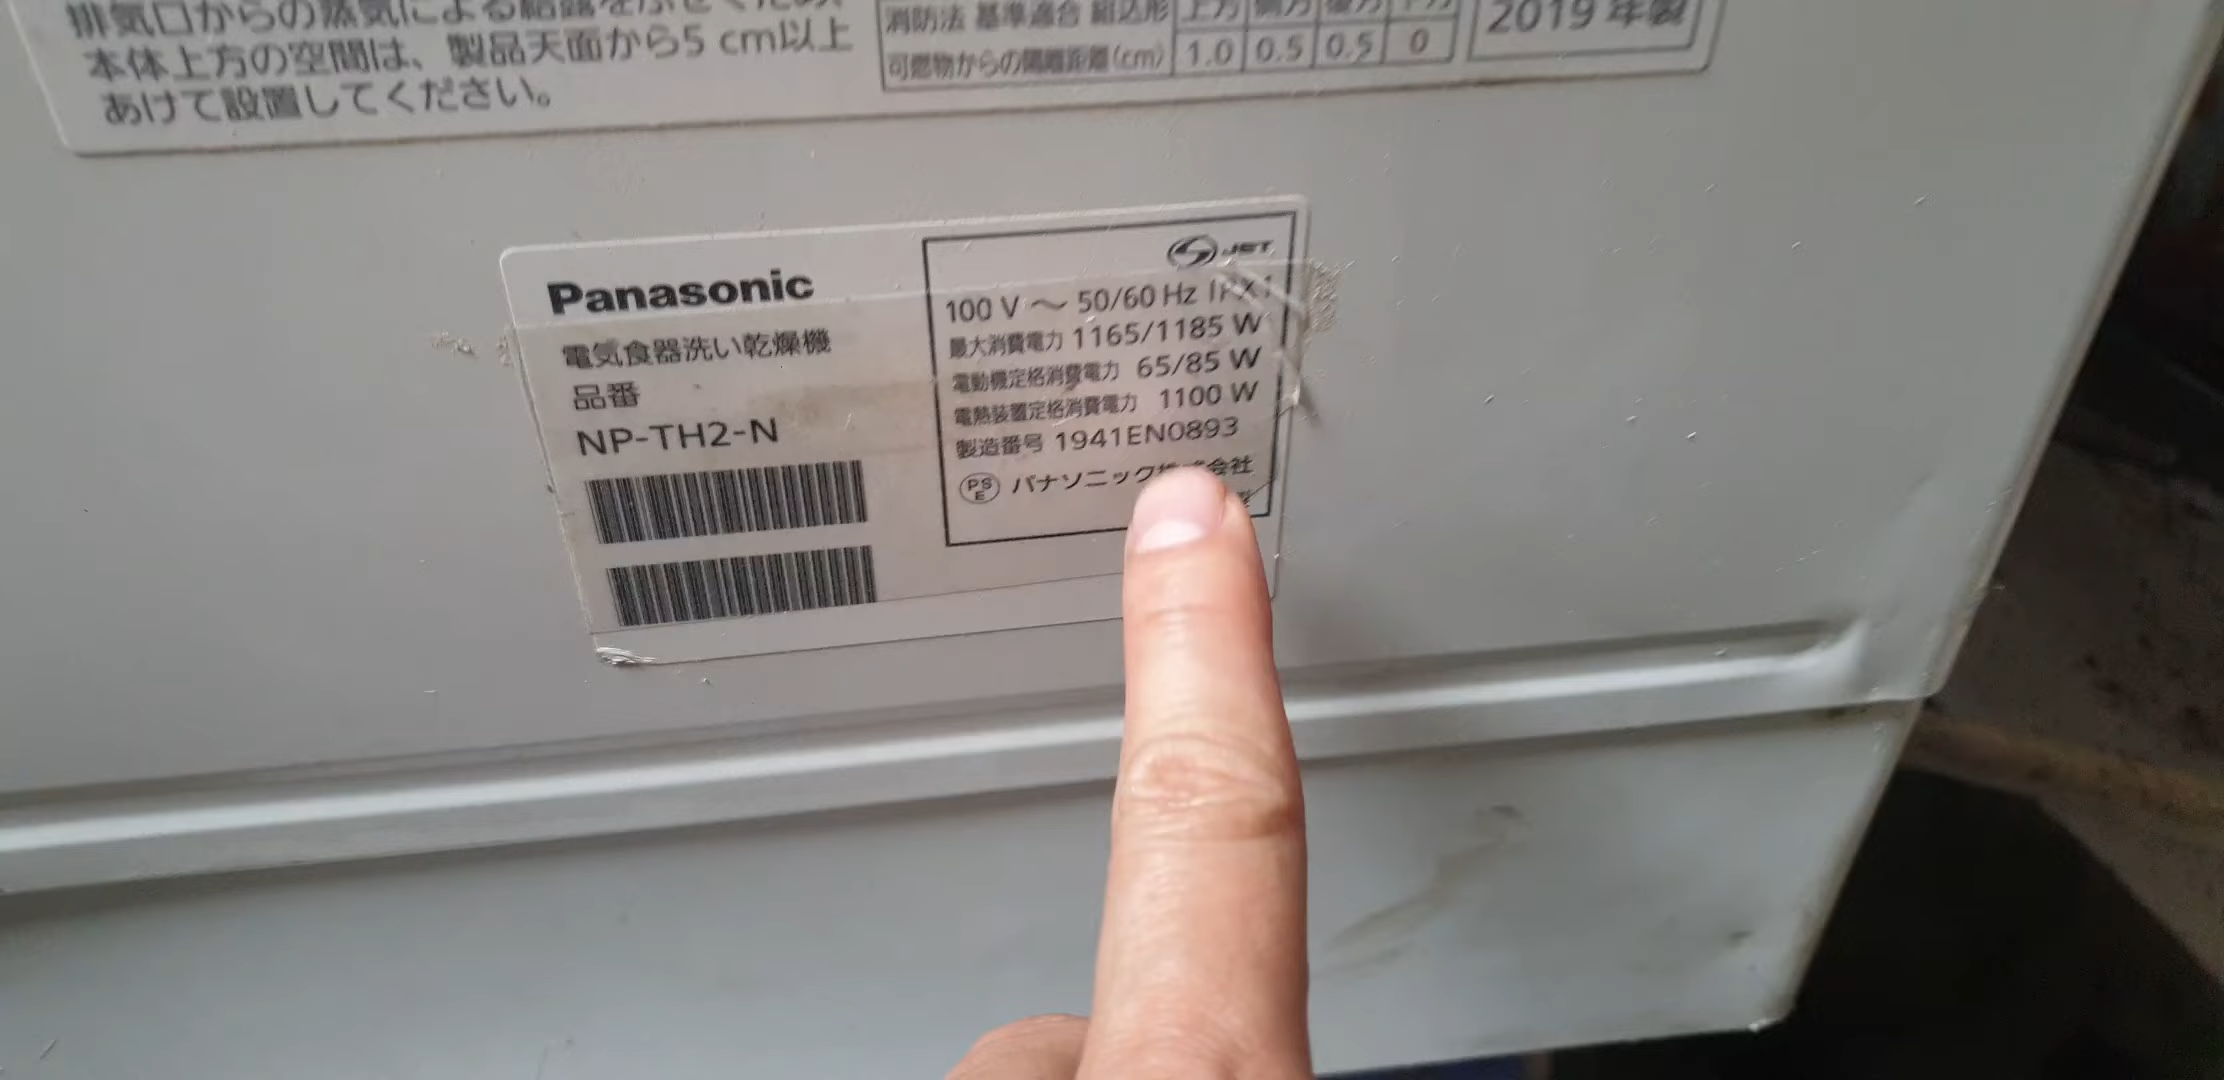 排気口からの蒸気による結露をふせぐため、
本体上方の空間は、製品天面から5 cm以上
あけて設置してください。
消防法 基準適合 組込形 上方 側方 後方 下方
可燃物からの隔離距離(cm) 1.0 0.5 0.5 0
2019 年製
Panasonic
電気食器洗い乾燥機
品番
NP-TH2-N
JET
100 V ～ 50/60 Hz IPX1
最大消費電力 1165/1185 W
電動機定格消費電力 65/85 W
電熱装置定格消費電力 1100 W
製造番号 1941EN0893
PS
E
パナソニック株式会社